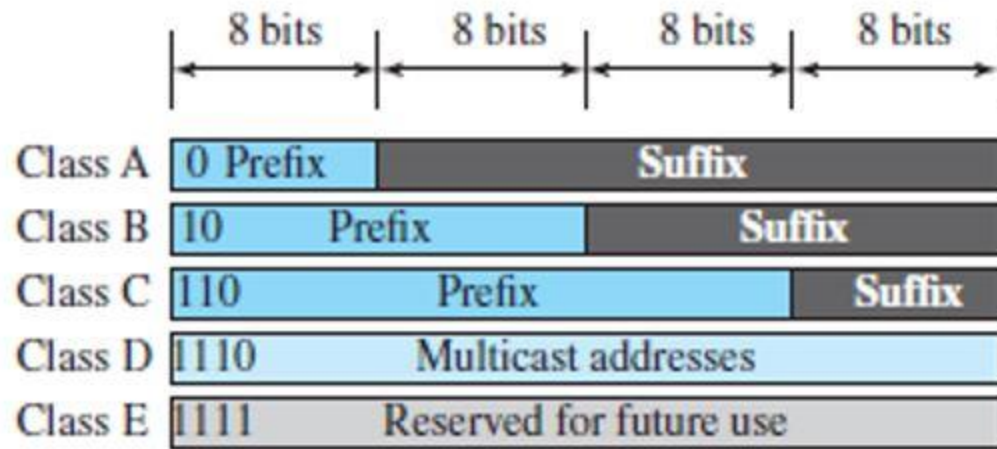 8 bits 8 bits 8 bits 8 bits
Class A 0 Prefix Suffix
Class B 10 Prefix Suffix
Class C 110 Prefix Suffix
Class D 1110 Multicast addresses
Class E 1111 Reserved for future use